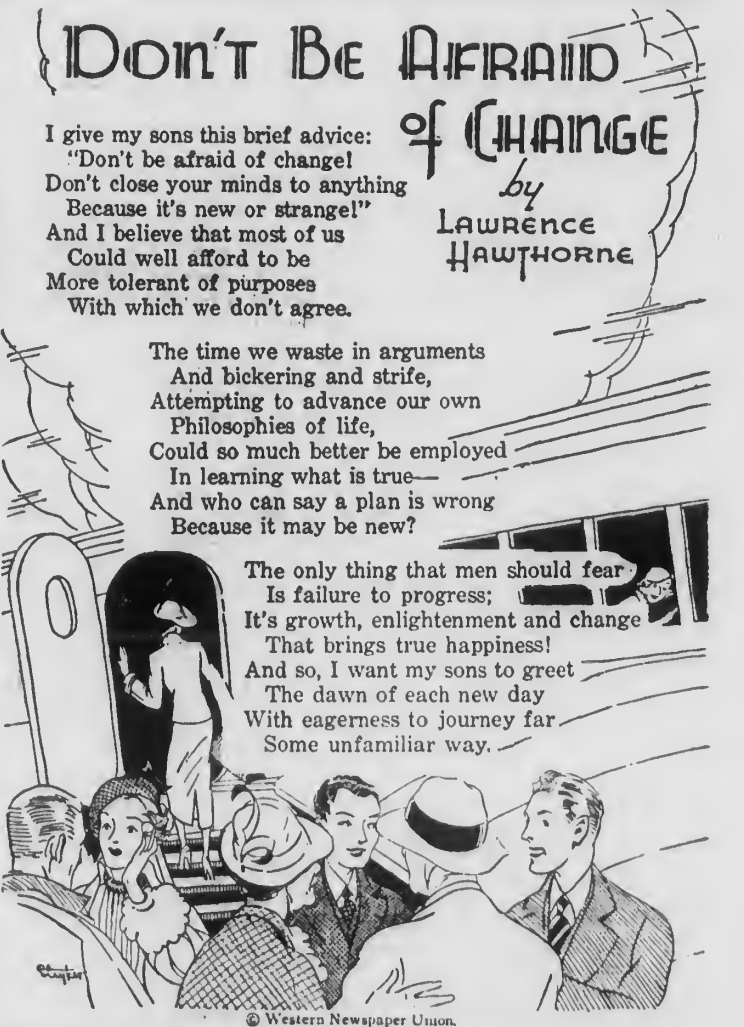 DON'T BE AFRAID
OF CHANGE
by
LAWRENCE
HAWTHORNE
I give my sons this brief advice:
"Don't be afraid of change!
Don't close your minds to anything
Because it's new or strange!"
And I believe that most of us
Could well afford to be
More tolerant of purposes
With which we don't agree.
The time we waste in arguments
And bickering and strife,
Attempting to advance our own
Philosophies of life,
Could so much better be employed
In learning what is true—
And who can say a plan is wrong
Because it may be new?
The only thing that men should fear
Is failure to progress;
It's growth, enlightenment and change
That brings true happiness!
And so, I want my sons to greet
The dawn of each new day
With eagerness to journey far
Some unfamiliar way.
© Western Newspaper Union.